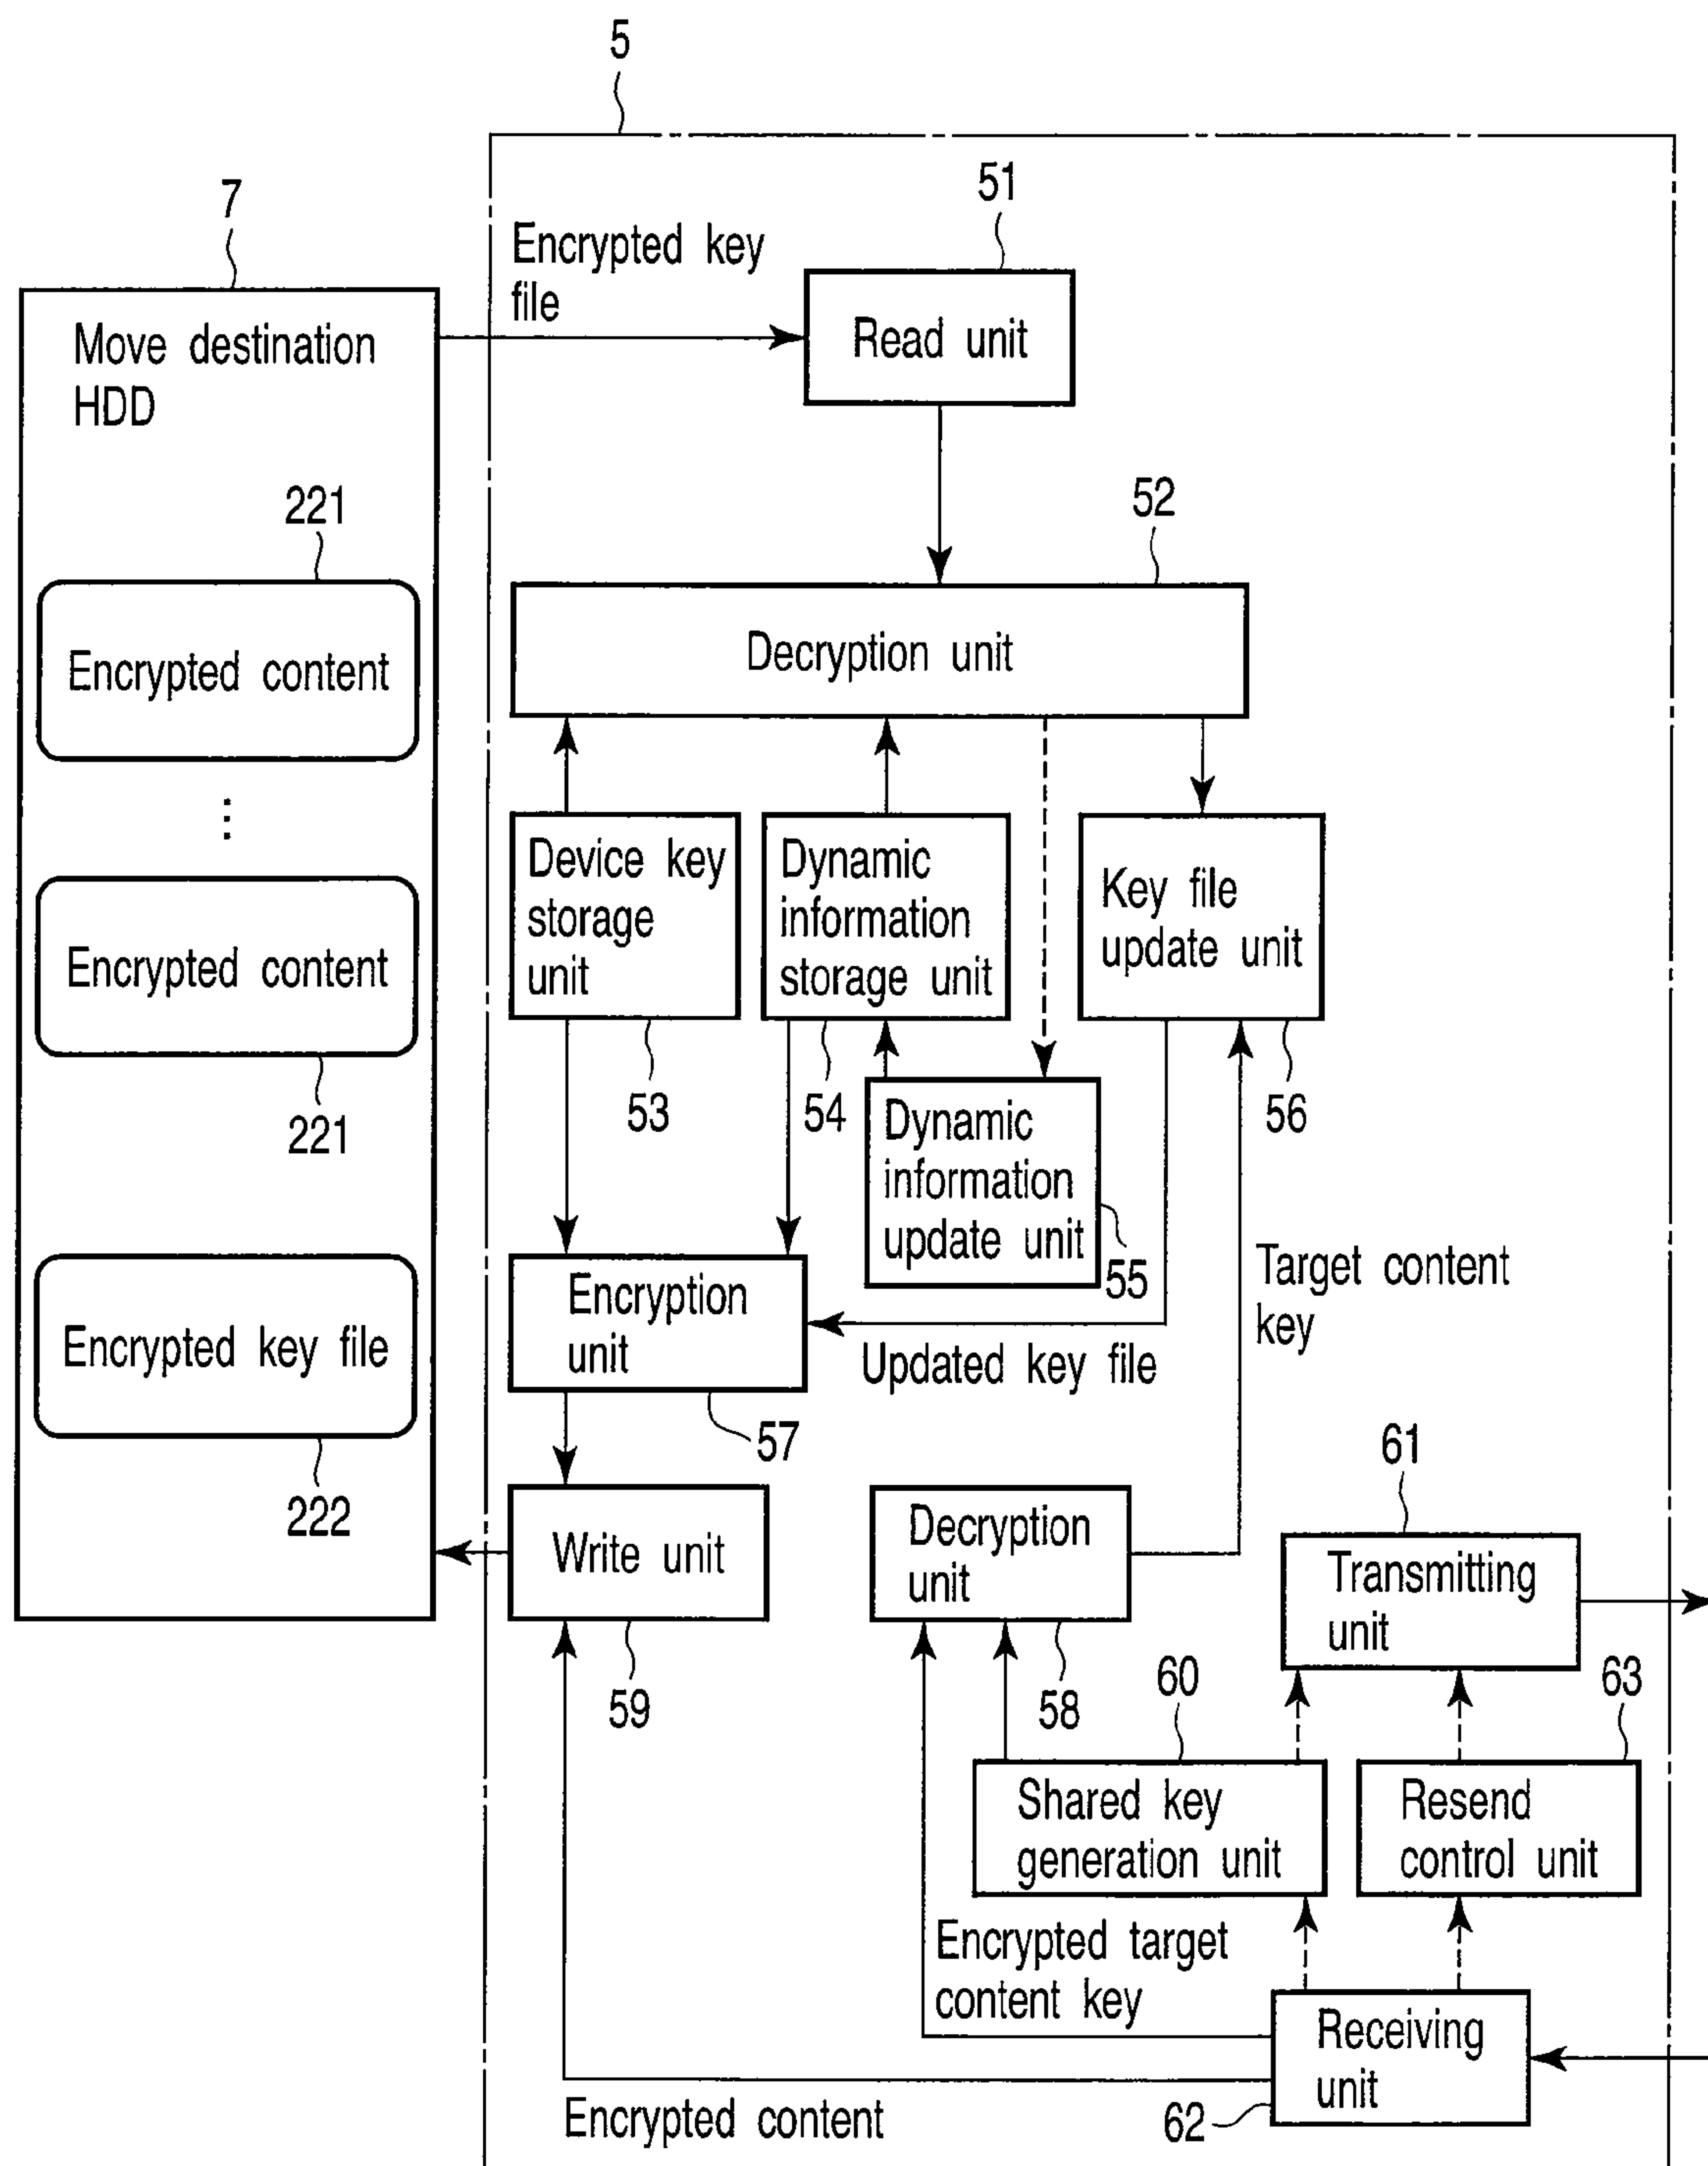 5
7
51
Encrypted key
file
Read unit
Move destination
HDD
52
221
Decryption unit
Encrypted content
⋮
Device key
storage
unit
Dynamic
information
storage unit
Key file
update unit
Encrypted content
53
54
56
221
Dynamic
information
update unit
55
Target content
key
Encryption
unit
Encrypted key file
Updated key file
57
61
222
Write unit
Decryption
unit
Transmitting
unit
59
58
60
63
Shared key
generation unit
Resend
control unit
Encrypted target
content key
Receiving
unit
Encrypted content
62